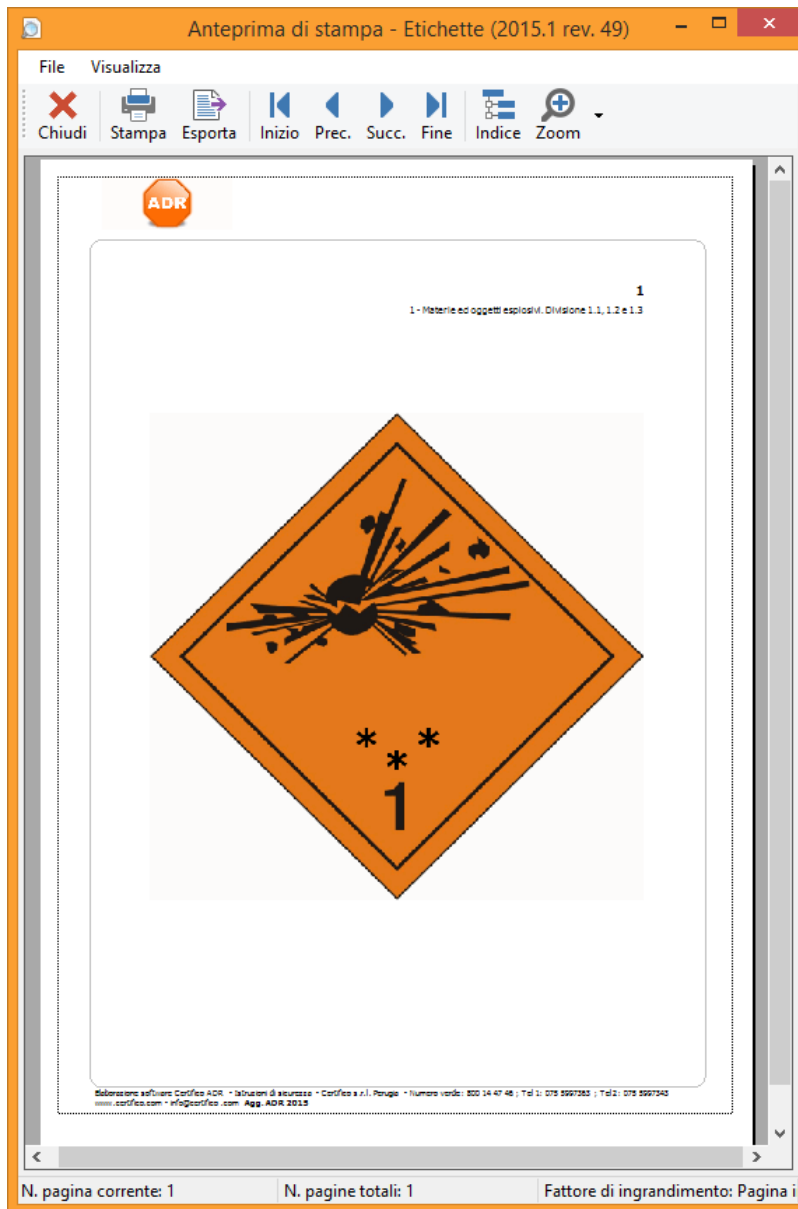 Anteprima di stampa - Etichette (2015.1 rev. 49)
File Visualizza
Chiudi Stampa Esporta Inizio Prec. Succ. Fine Indice Zoom
ADR
1
1 - Materie ed oggetti esplosivi. Divisione 1.1, 1.2 e 1.3
* * *
1
Elaborazione software Certifico ADR - Istruzioni di sicurezza - Certifico s.r.l. Perugia - Numero verde: 800 14 47 46 ; Tel 1: 075 5997363 ; Tel 2: 075 5997343
.certifico.com - info@certifico .com Agg. ADR 2015
N. pagina corrente: 1 N. pagine totali: 1 Fattore di ingrandimento: Pagina i